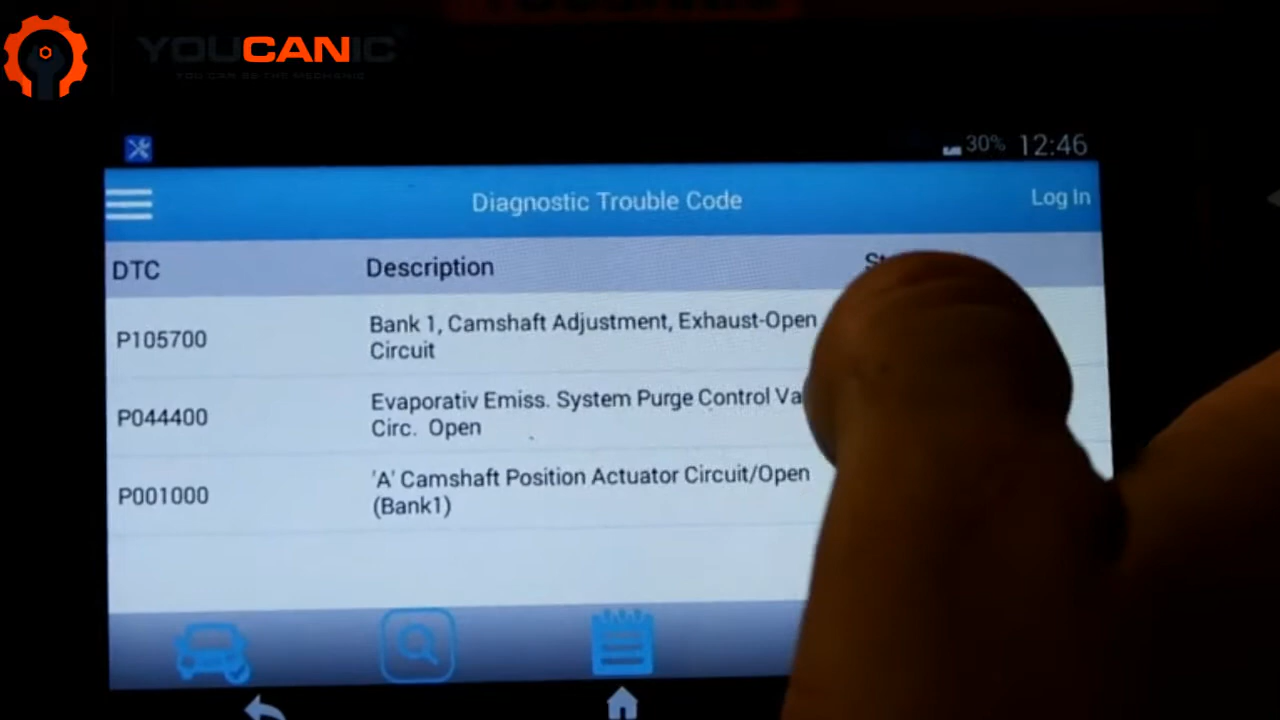 YOUCANIC
YOU CAN BE THE MECHANIC
30% 12:46
Diagnostic Trouble Code
Log In
DTC
Description
P105700
Bank 1, Camshaft Adjustment, Exhaust-Open
Circuit
P044400
Evaporativ Emiss. System Purge Control
Circ. Open
P001000
'A' Camshaft Position Actuator Circuit/Open
(Bank1)